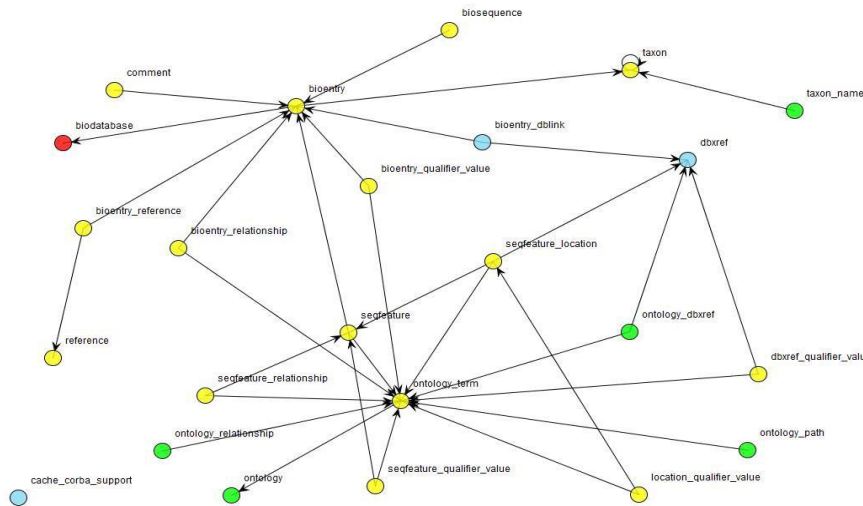 biosequence
taxon
comment
bioentry
taxon_name
biodatabase
bioentry_dblink
dbxref
bioentry_qualifier_value
bioentry_reference
bioentry_relationship
seqfeature_location
seqfeature
ontology_dbxref
reference
dbxref_qualifier_valu
seqfeature_relationship
ontology_term
ontology_relationship
ontology_path
seqfeature_qualifier_value
cache_corba_support
ontology
location_qualifier_value